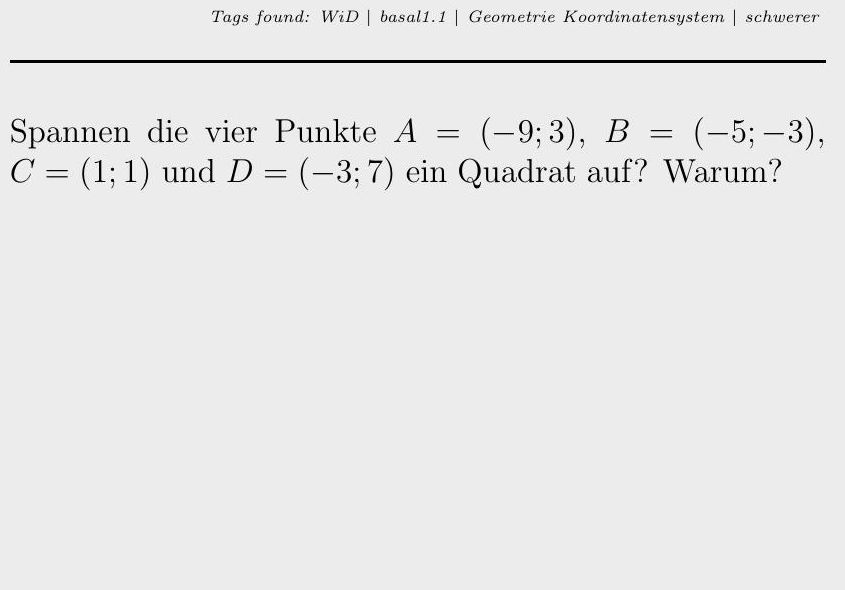 Tags found: WiD | basal1.1 | Geometrie Koordinatensystem | schwerer
Spannen die vier Punkte A = (−9; 3), B = (−5; −3),
C = (1; 1) und D = (−3; 7) ein Quadrat auf? Warum?